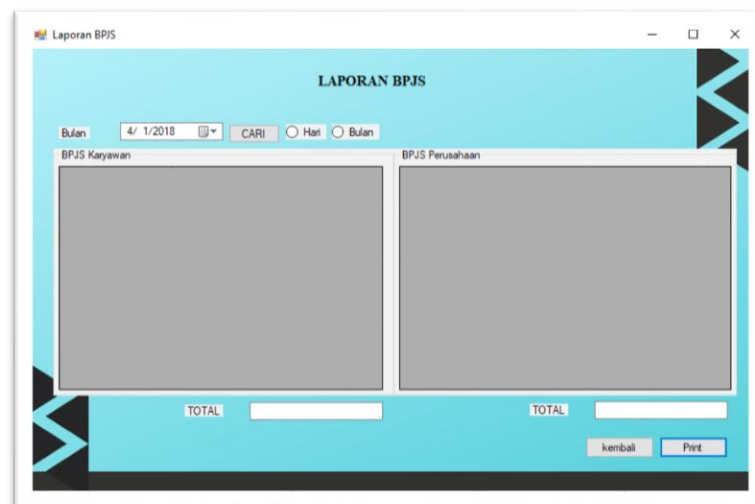 Laporan BPJS
LAPORAN BPJS
Bulan 4/ 1/2018 CARI Hari Bulan
BPJS Karyawan BPJS Perusahaan
TOTAL TOTAL
kembali Print